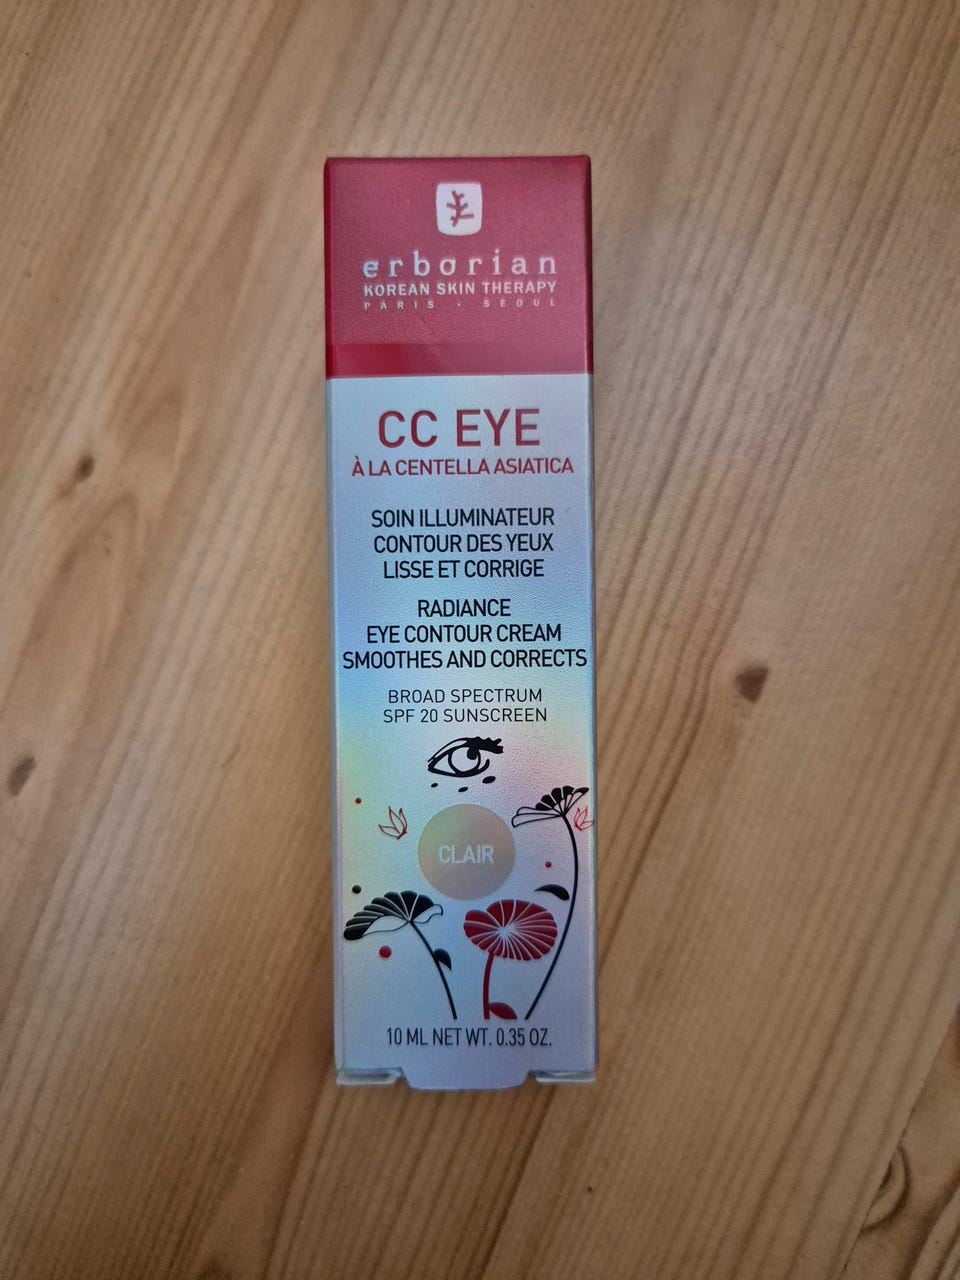 erborian
KOREAN SKIN THERAPY
PARIS · SEOUL
CC EYE
À LA CENTELLA ASIATICA
SOIN ILLUMINATEUR
CONTOUR DES YEUX
LISSE ET CORRIGE
RADIANCE
EYE CONTOUR CREAM
SMOOTHES AND CORRECTS
BROAD SPECTRUM
SPF 20 SUNSCREEN
CLAIR
10 ML NET WT. 0.35 OZ.